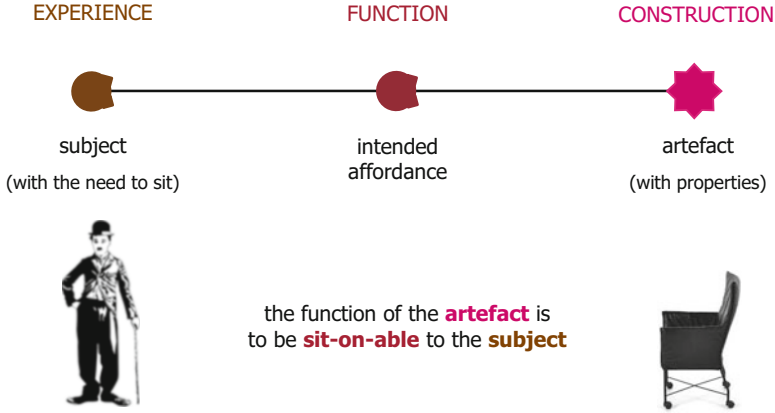 EXPERIENCE
FUNCTION
CONSTRUCTION
subject
(with the need to sit)
intended
affordance
artefact
(with properties)
the function of the artefact is
to be sit-on-able to the subject